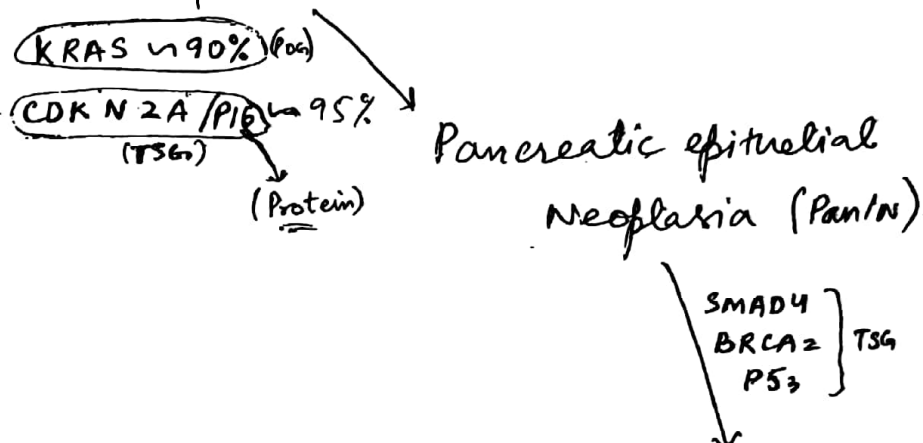 KRAS ~ 90% (POG)
CDKN2A/P16 ~ 95%
(TSG)
(Protein)
Pancreatic epithelial
Neoplasia (PanIN)
SMAD4
BRCA2
P53
TSG